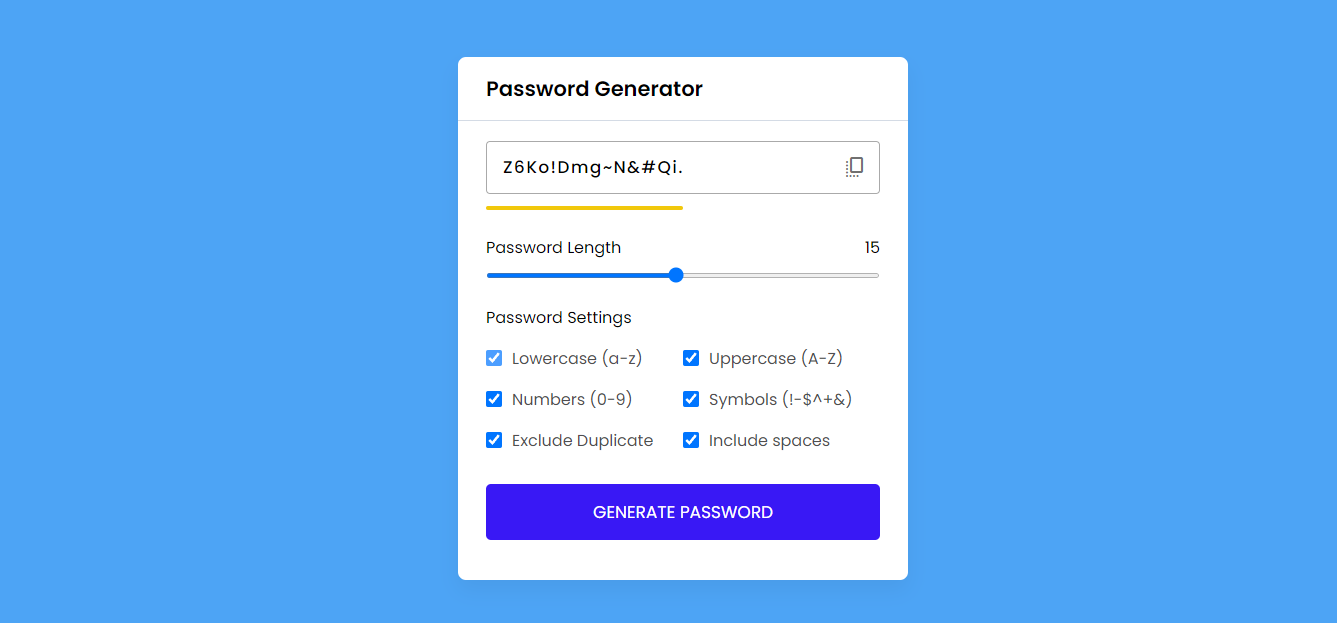 Password Generator
Z6Ko!Dmg~N&#Qi.
Password Length 15
Password Settings
Lowercase (a-z) Uppercase (A-Z)
Numbers (0-9) Symbols (!-$^+&)
Exclude Duplicate Include spaces
GENERATE PASSWORD